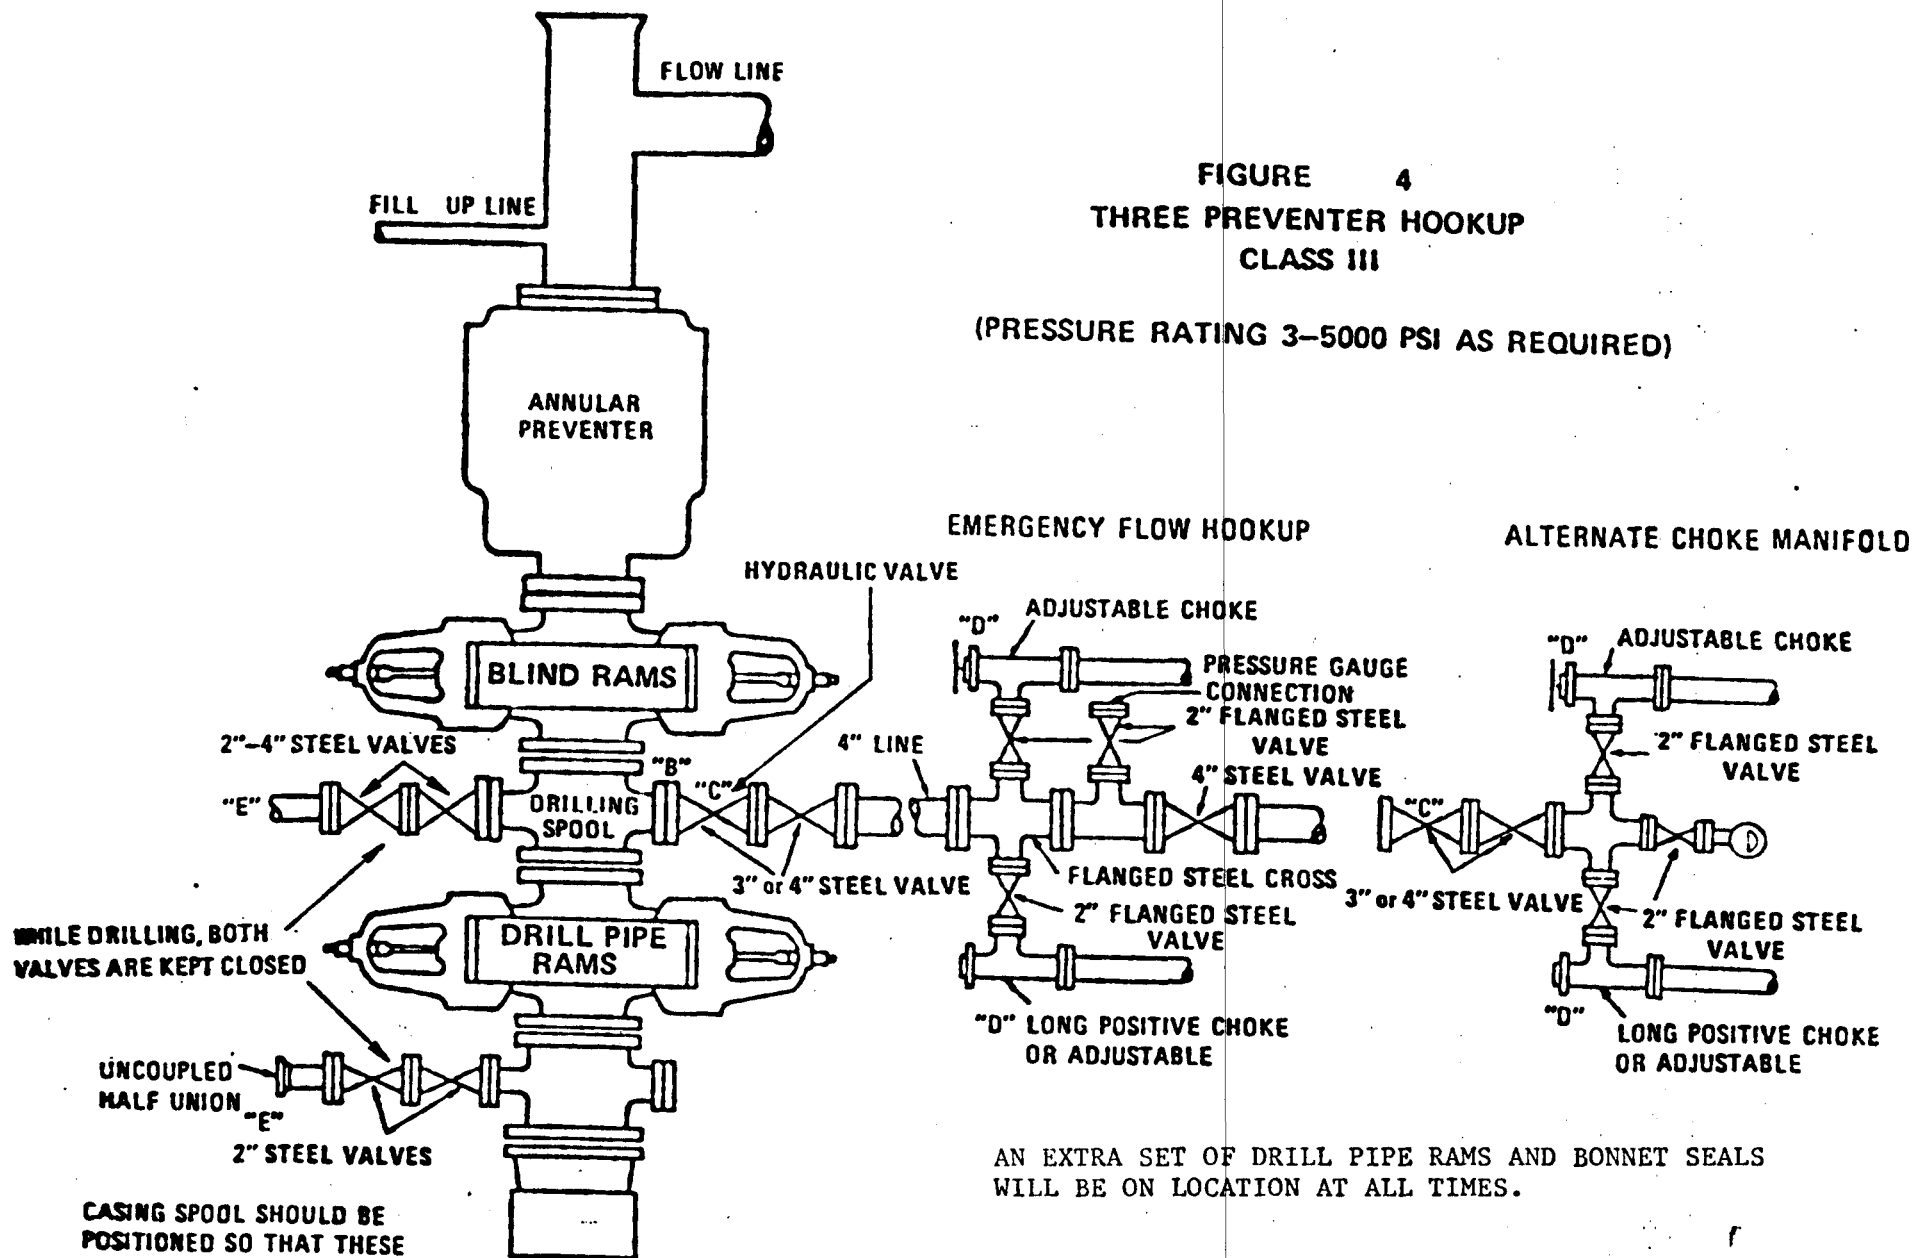 FLOW LINE
FILL UP LINE
FIGURE 4
THREE PREVENTER HOOKUP
CLASS III
(PRESSURE RATING 3–5000 PSI AS REQUIRED)
ANNULAR
PREVENTER
EMERGENCY FLOW HOOKUP
ALTERNATE CHOKE MANIFOLD
HYDRAULIC VALVE
"D"
ADJUSTABLE CHOKE
PRESSURE GAUGE
CONNECTION
2" FLANGED STEEL
VALVE
4" STEEL VALVE
"D"
ADJUSTABLE CHOKE
2" FLANGED STEEL
VALVE
BLIND RAMS
2"–4" STEEL VALVES
"B"
"C"
4" LINE
"E"
DRILLING
SPOOL
"C"
3" or 4" STEEL VALVE
FLANGED STEEL CROSS
2" FLANGED STEEL
VALVE
3" or 4" STEEL VALVE
2" FLANGED STEEL
VALVE
WHILE DRILLING, BOTH
VALVES ARE KEPT CLOSED
DRILL PIPE
RAMS
"D" LONG POSITIVE CHOKE
OR ADJUSTABLE
"D"
LONG POSITIVE CHOKE
OR ADJUSTABLE
UNCOUPLED
HALF UNION
"E"
2" STEEL VALVES
AN EXTRA SET OF DRILL PIPE RAMS AND BONNET SEALS
WILL BE ON LOCATION AT ALL TIMES.
CASING SPOOL SHOULD BE
POSITIONED SO THAT THESE